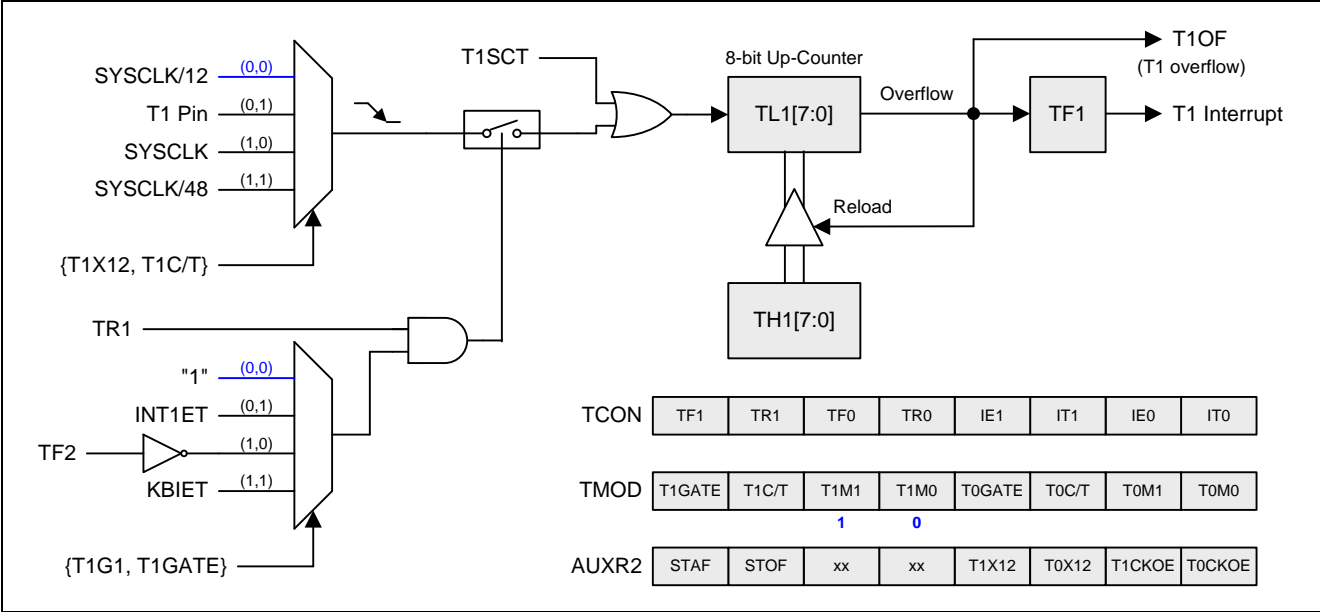 T1SCT
8-bit Up-Counter
T1OF
(T1 overflow)
SYSCLK/12 (0,0)
T1 Pin (0,1)
SYSCLK (1,0)
SYSCLK/48 (1,1)
TL1[7:0]
Overflow
TF1
T1 Interrupt
Reload
{T1X12, T1C/T}
TH1[7:0]
TR1
"1" (0,0)
INT1ET (0,1)
TF2 (1,0)
KBIET (1,1)
{T1G1, T1GATE}
TCON TF1 TR1 TF0 TR0 IE1 IT1 IE0 IT0
TMOD T1GATE T1C/T T1M1 T1M0 T0GATE T0C/T T0M1 T0M0
1 0
AUXR2 STAF STOF xx xx T1X12 T0X12 T1CKOE T0CKOE